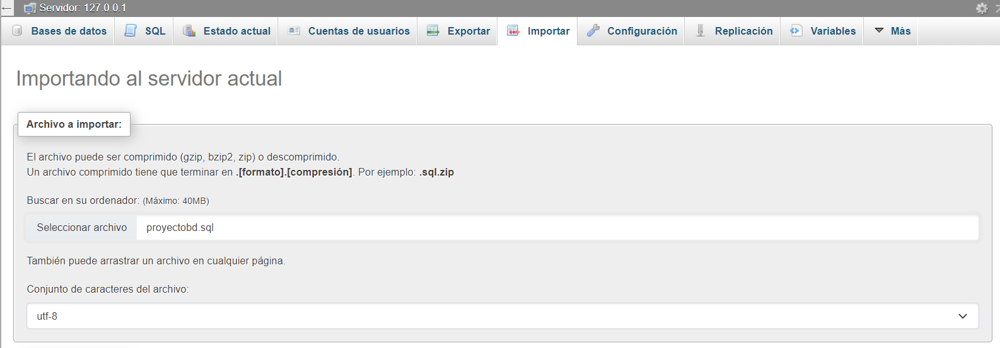 Servidor: 127.0.0.1
Bases de datos SQL Estado actual Cuentas de usuarios Exportar Importar Configuración Replicación Variables Más
Importando al servidor actual
Archivo a importar:
El archivo puede ser comprimido (gzip, bzip2, zip) o descomprimido.
Un archivo comprimido tiene que terminar en .[formato].[compresión]. Por ejemplo: .sql.zip
Buscar en su ordenador: (Máximo: 40MB)
Seleccionar archivo proyectobd.sql
También puede arrastrar un archivo en cualquier página.
Conjunto de caracteres del archivo:
utf-8